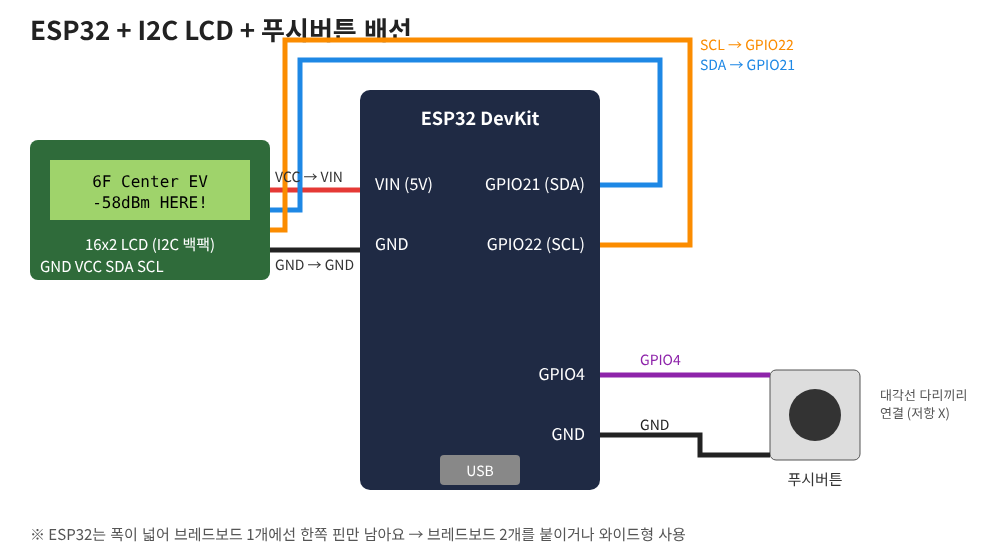 ESP32 + I2C LCD + 푸시버튼 배선
SCL → GPIO22
SDA → GPIO21
ESP32 DevKit
6F Center EV
-58dBm HERE!
16x2 LCD (I2C 백팩)
GND VCC SDA SCL
VCC → VIN
GND → GND
VIN (5V)
GPIO21 (SDA)
GND
GPIO22 (SCL)
GPIO4
GND
USB
GPIO4
GND
대각선 다리끼리
연결 (저항 X)
푸시버튼
※ ESP32는 폭이 넓어 브레드보드 1개에선 한쪽 핀만 남아요 → 브레드보드 2개를 붙이거나 와이드형 사용